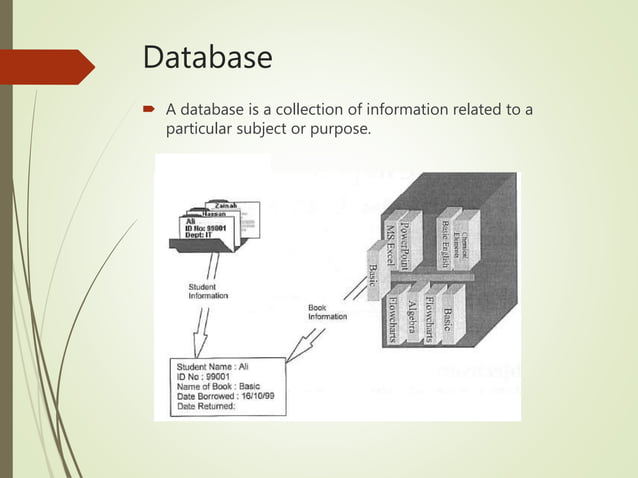 Database
A database is a collection of information related to a
particular subject or purpose.
Zainab
Hassan
Ali
ID No: 99001
Dept: IT
Student
Information
Book
Information
MS Excel
PowerPoint
Basic English
Chemical
Elements
Basic
Flowcharts
Algebra
Flowcharts
Basic
Student Name : Ali
ID No : 99001
Name of Book : Basic
Date Borrowed : 16/10/99
Date Returned: